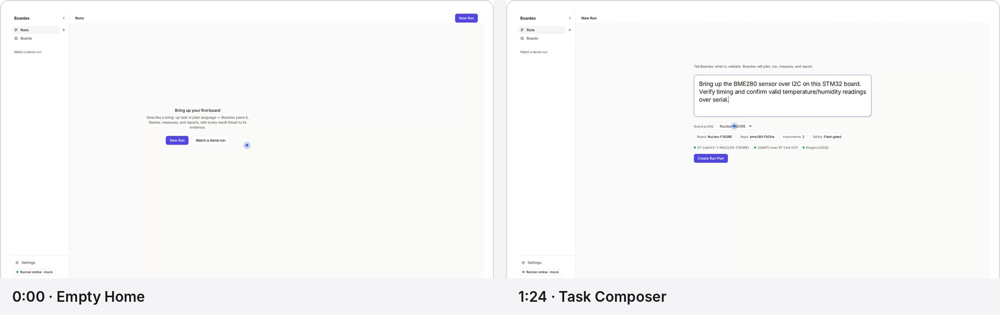 Boardex
Runs
Boards
Watch a demo run
Settings
Runner online · mock
Runs
New Run
Bring up your first board
Describe a bring-up task in plain language — Boardex plans it,
flashes, measures, and reports, with every result linked to its
evidence.
New Run
Watch a demo run
0:00 · Empty Home
Boardex
Runs
Boards
Watch a demo run
Settings
Runner online · mock
New Run
Tell Boardex what to validate. Boardex will plan, run, measure, and report.
Bring up the BME280 sensor over I2C on this STM32 board.
Verify timing and confirm valid temperature/humidity readings
over serial.
Board profile Nucleo-F303RE
Board Nucleo-F303RE Repo bme280-f303re Instruments 2 Safety Flash gated
ST-Link/V2-1 (NUCLEO-F303RE) USART2 over ST-Link VCP Kingst LA2016
Create Run Plan
1:24 · Task Composer